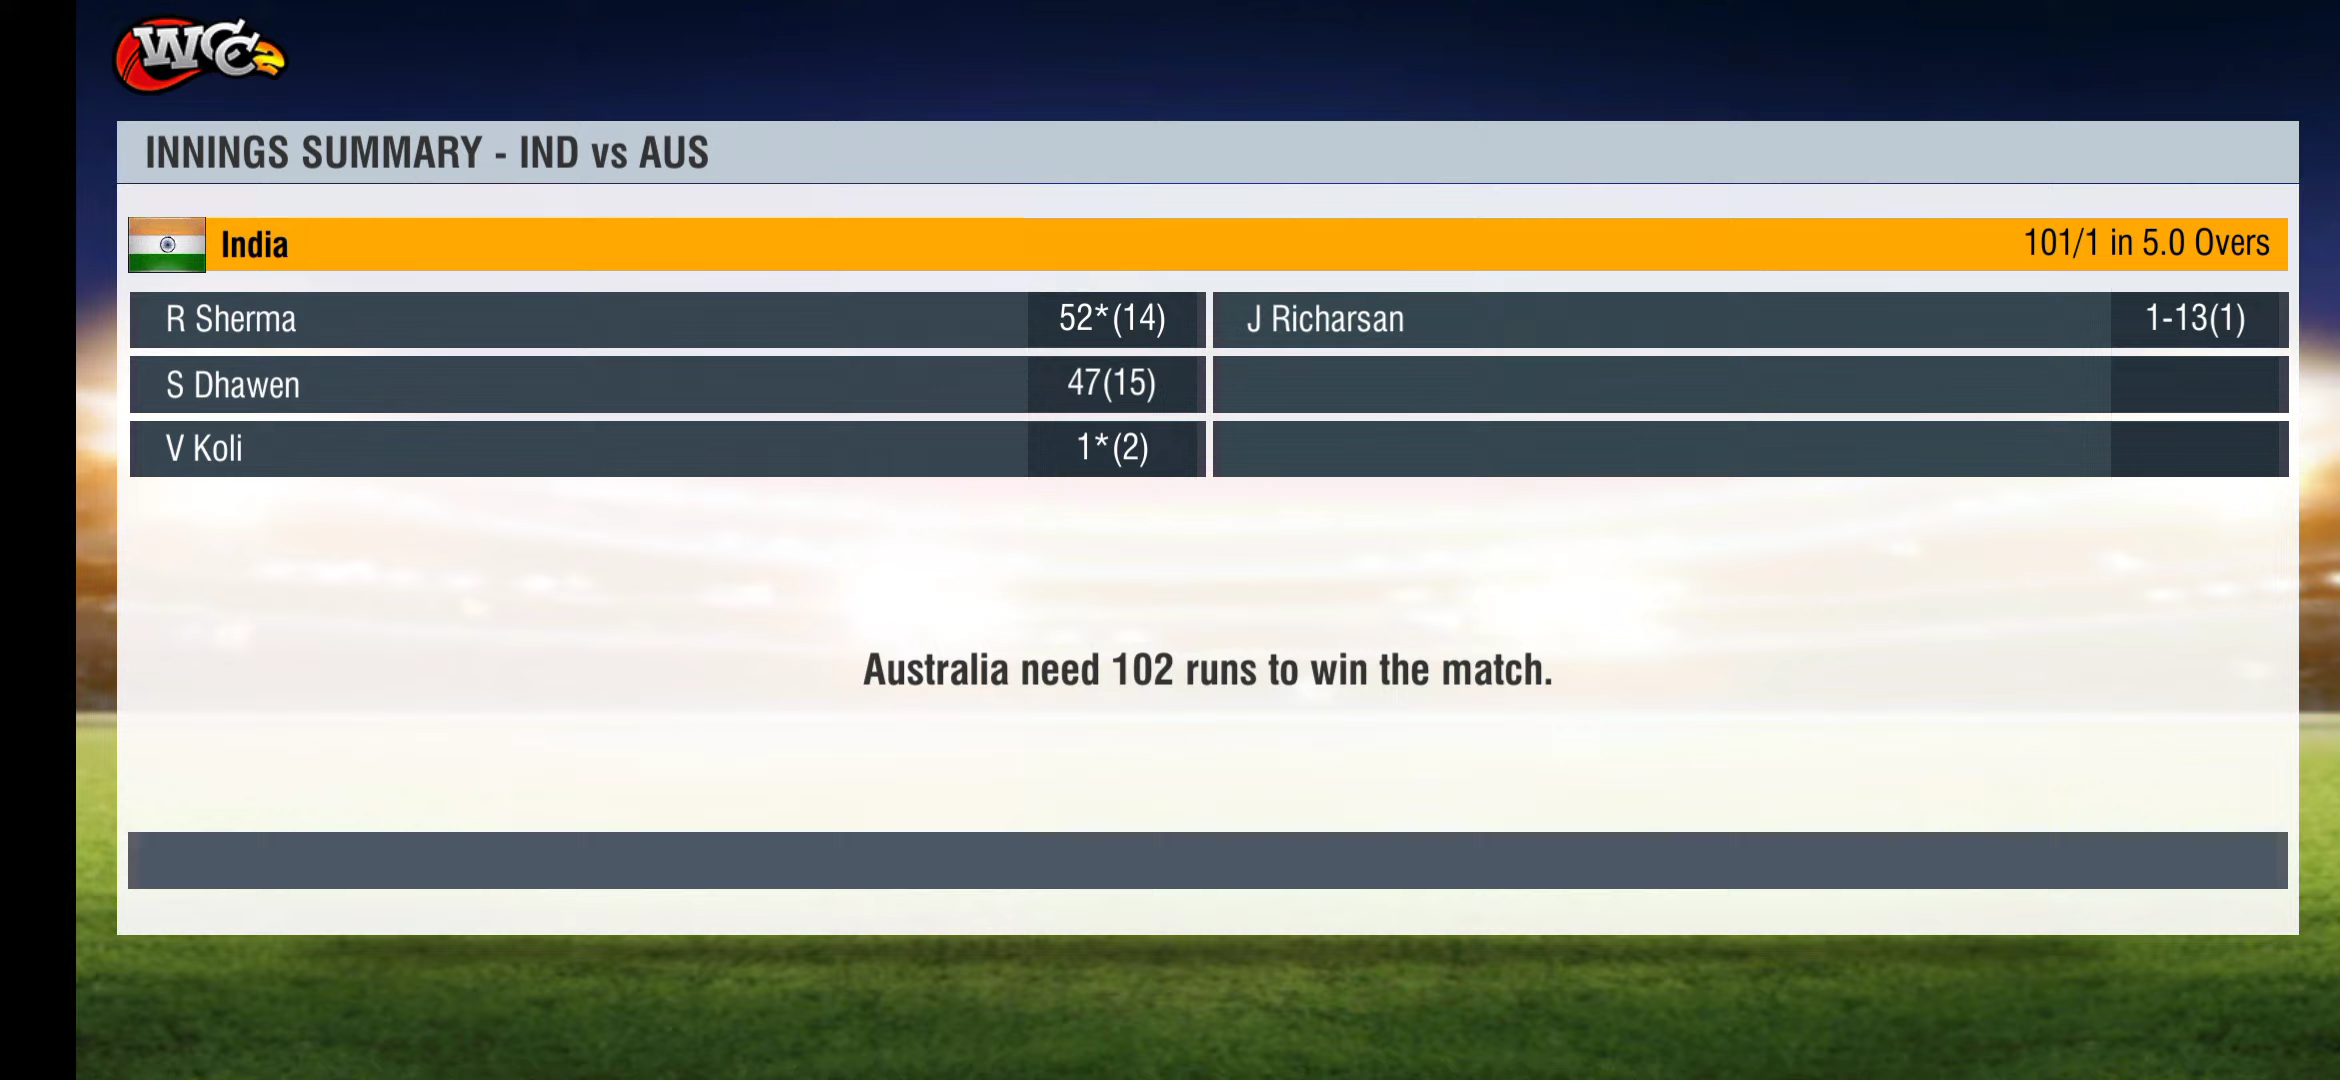 WCC2
INNINGS SUMMARY - IND vs AUS
India 101/1 in 5.0 Overs
R Sherma 52*(14) J Richarsan 1-13(1)
S Dhawen 47(15)
V Koli 1*(2)
Australia need 102 runs to win the match.